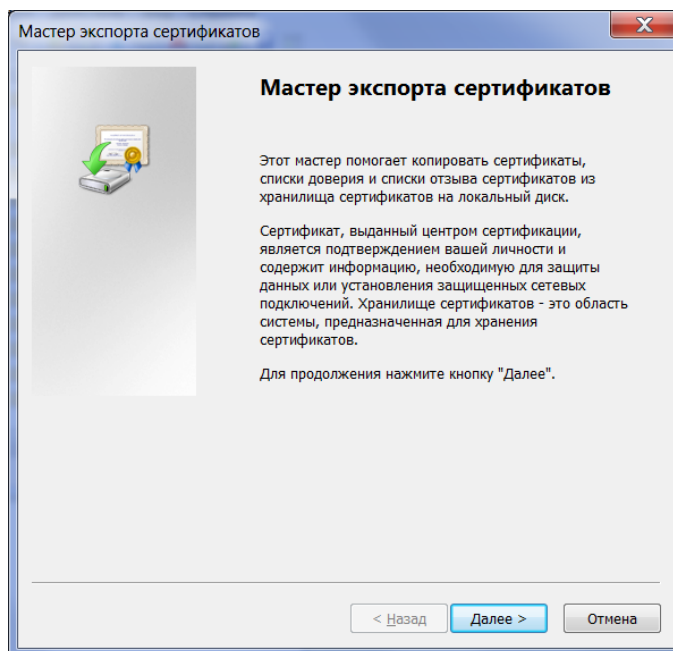 Мастер экспорта сертификатов
Мастер экспорта сертификатов
Этот мастер помогает копировать сертификаты,
списки доверия и списки отзыва сертификатов из
хранилища сертификатов на локальный диск.
Сертификат, выданный центром сертификации,
является подтверждением вашей личности и
содержит информацию, необходимую для защиты
данных или установления защищенных сетевых
подключений. Хранилище сертификатов - это область
системы, предназначенная для хранения
сертификатов.
Для продолжения нажмите кнопку "Далее".
< Назад Далее > Отмена